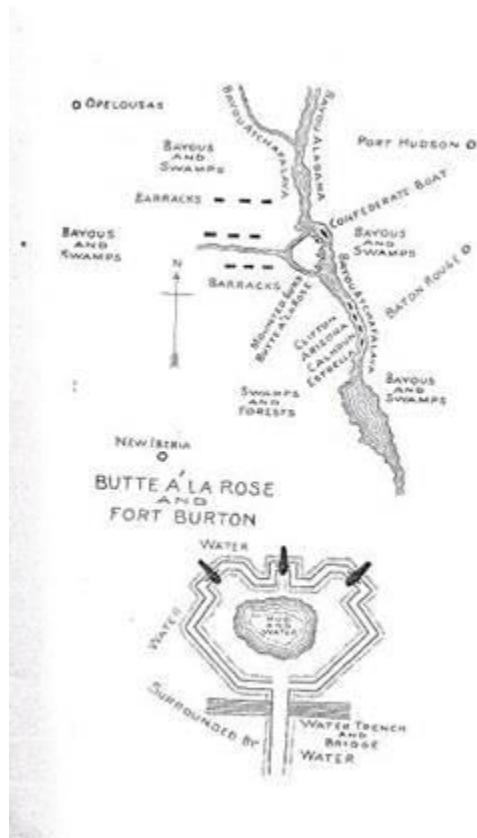 OPELOUSAS
BAYOU ATCHAFALAYA
BAYOU ALABAMA
PORT HUDSON
BAYOUS
AND
SWAMPS
CONFEDERATE BOAT
BARRACKS
BAYOUS
AND
SWAMPS
BAYOUS
AND
SWAMPS
N
BATON ROUGE
BARRACKS
MOUNTED GUNS
BUTTE A'LA ROSE
BAYOU ATCHAFALAYA
CLIFTON
ARIZONA
CALHOUN
ESTRELLA
SWAMPS
AND
FORESTS
BAYOUS
AND
SWAMPS
NEW IBERIA
BUTTE A'LA ROSE
AND
FORT BURTON
WATER
WATER
MUD
AND
WATER
SURROUNDED BY
WATER TRENCH
AND
BRIDGE
WATER